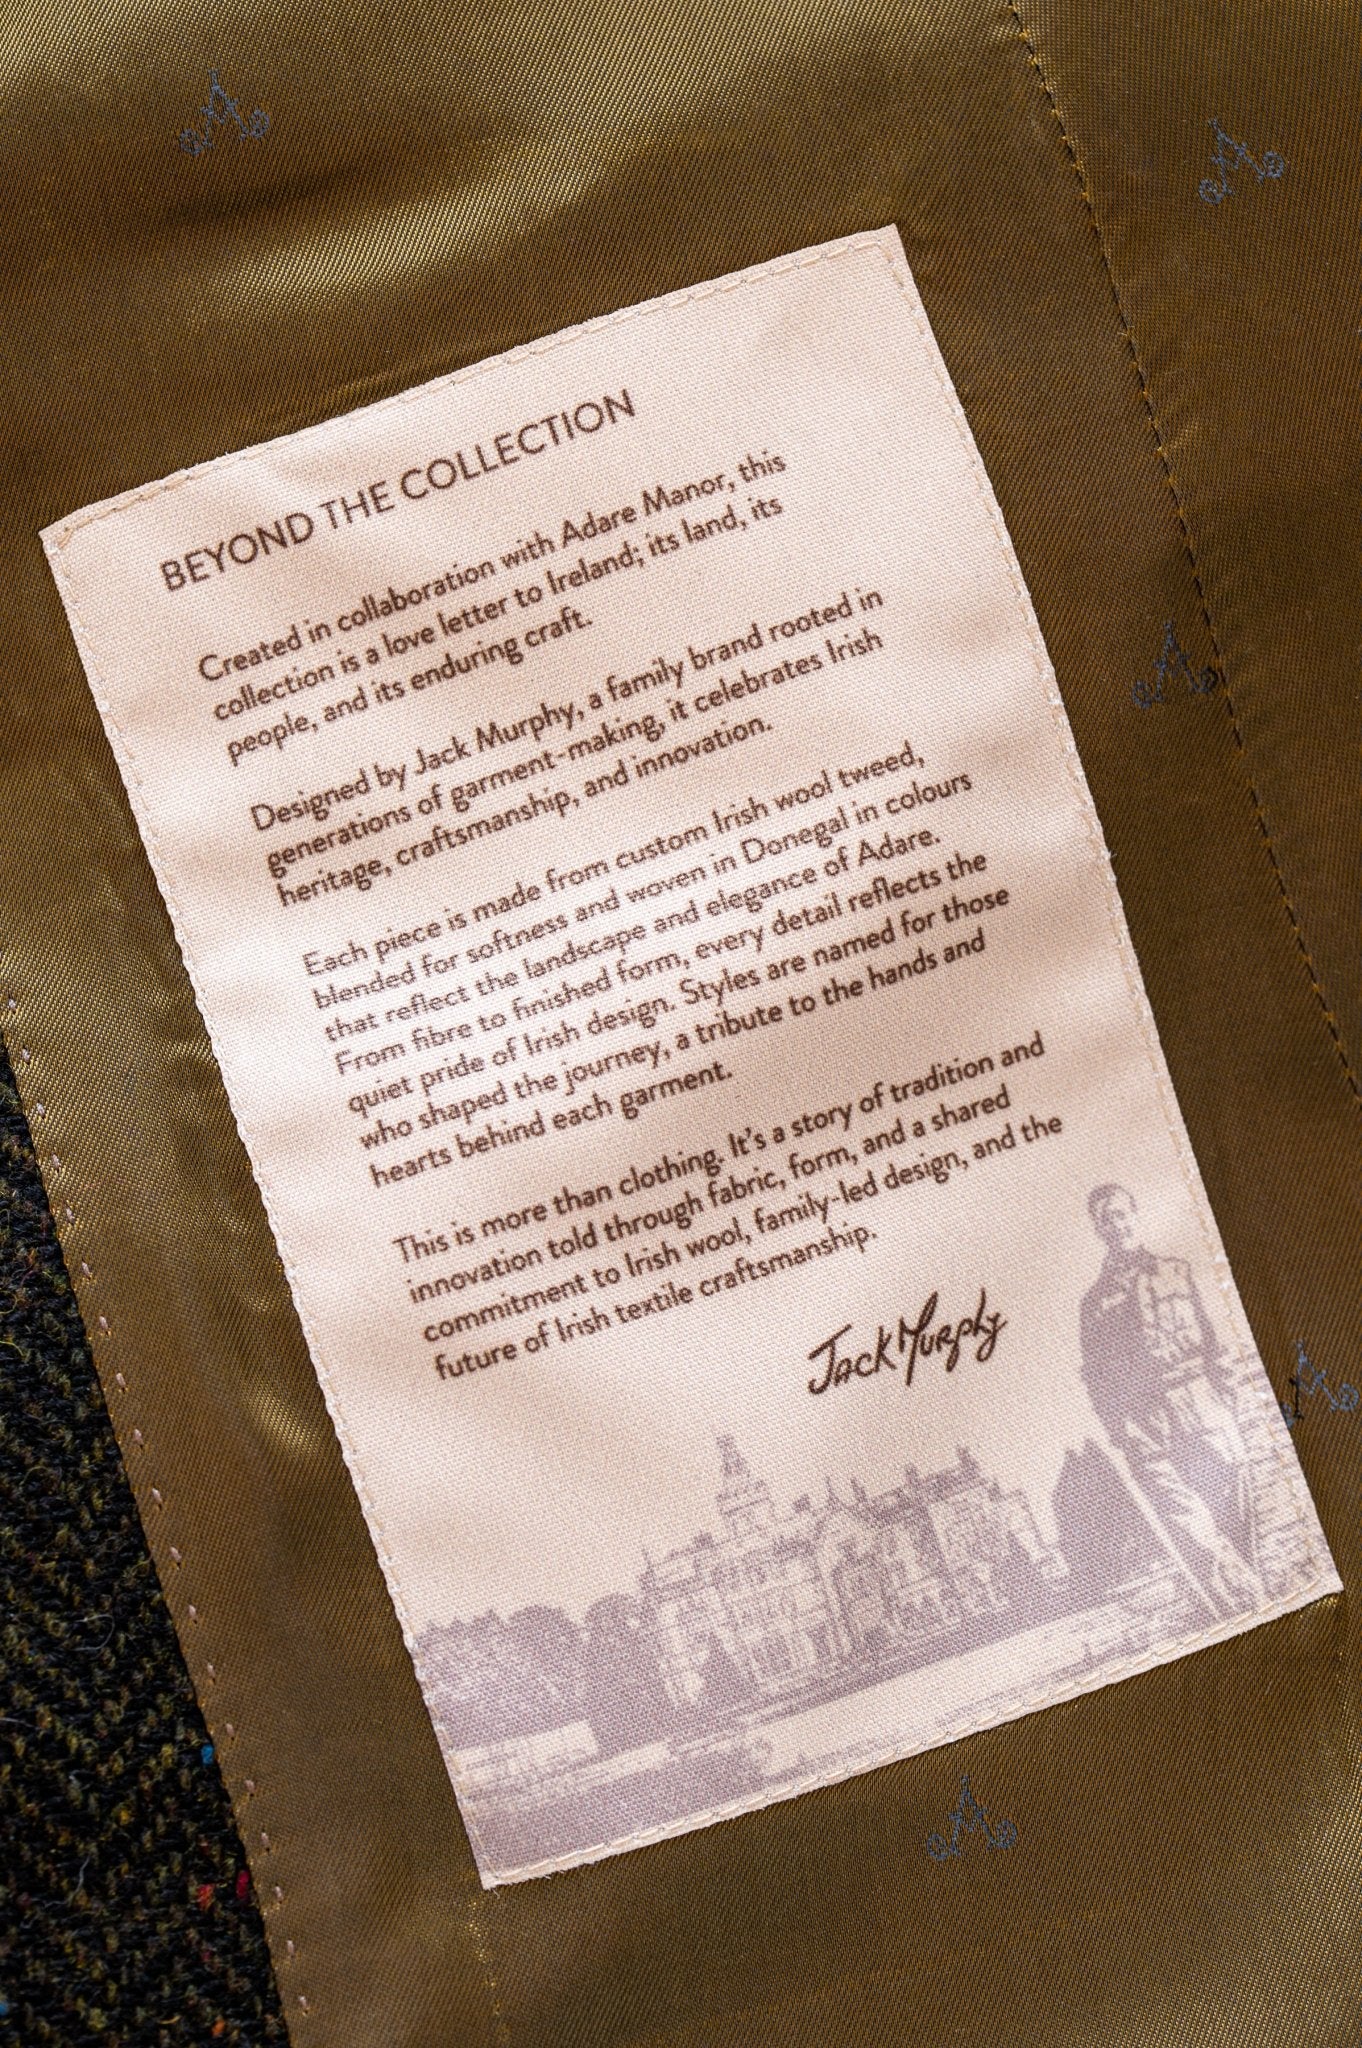 BEYOND THE COLLECTION
Created in collaboration with Adare Manor, this
collection is a love letter to Ireland; its land, its
people, and its enduring craft.
Designed by Jack Murphy, a family brand rooted in
generations of garment-making, it celebrates Irish
heritage, craftsmanship, and innovation.
Each piece is made from custom Irish wool tweed,
blended for softness and woven in Donegal in colours
that reflect the landscape and elegance of Adare.
From fibre to finished form, every detail reflects the
quiet pride of Irish design. Styles are named for those
who shaped the journey, a tribute to the hands and
hearts behind each garment.
This is more than clothing. It's a story of tradition and
innovation told through fabric, form, and a shared
commitment to Irish wool, family-led design, and the
future of Irish textile craftsmanship.
Jack Murphy